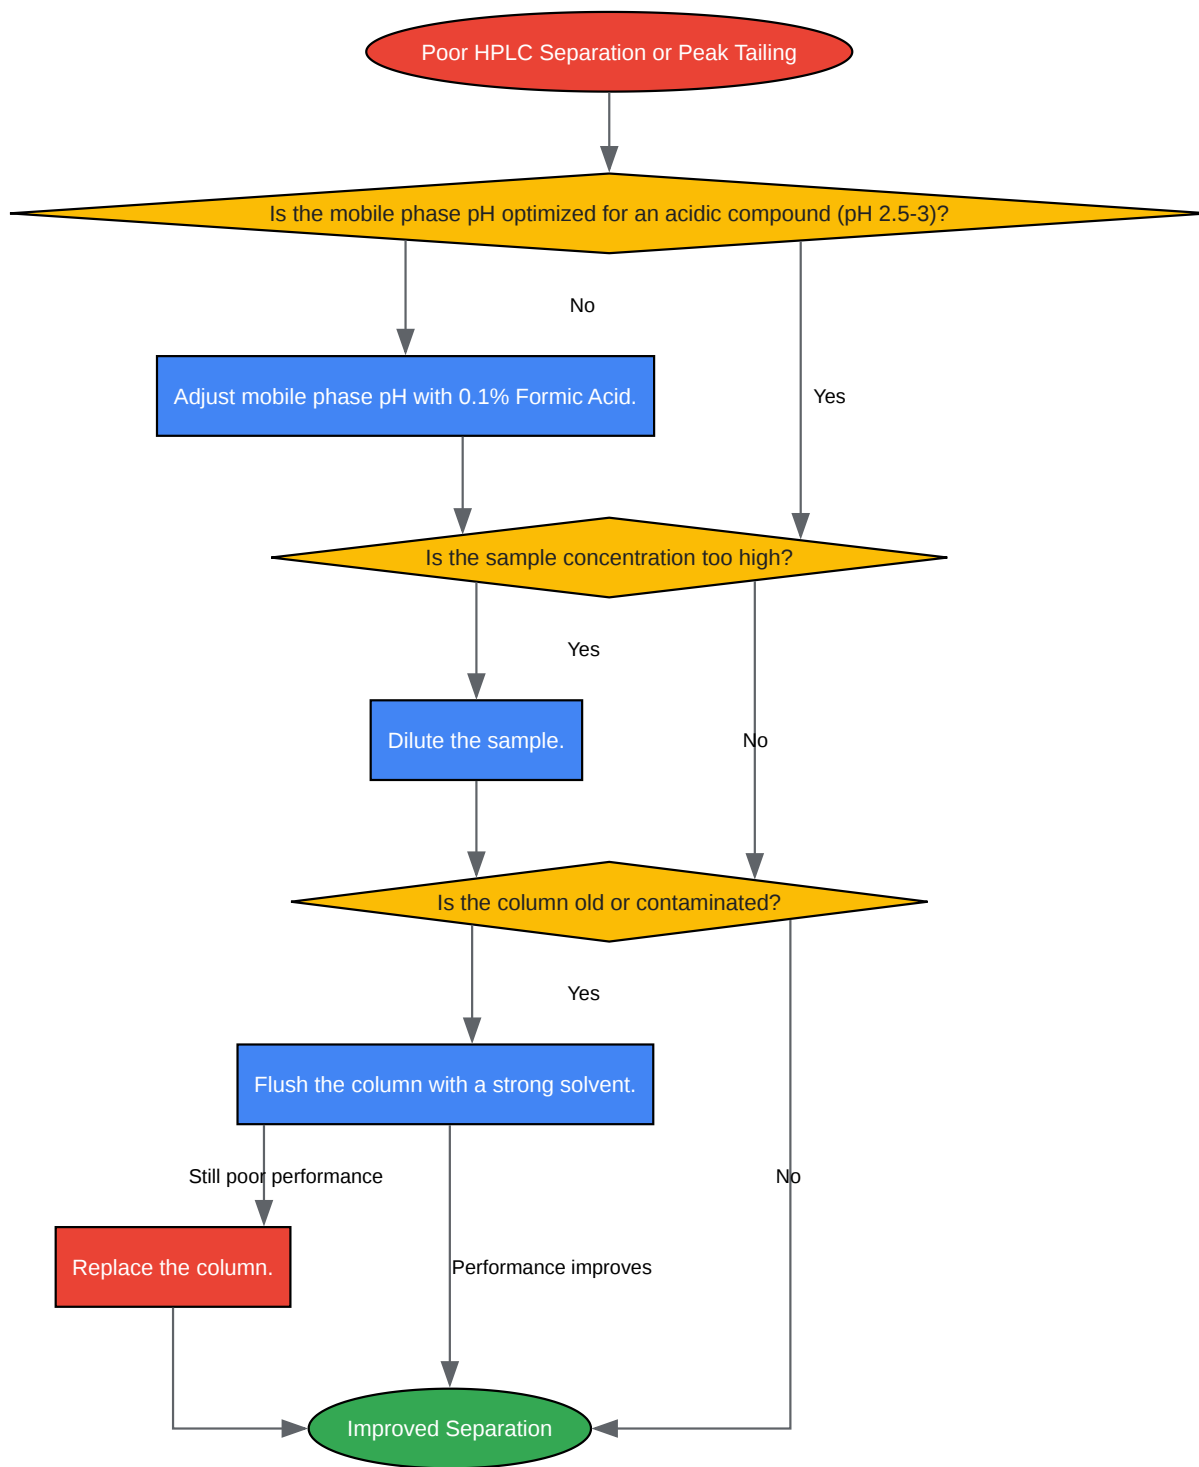 Poor HPLC Separation or Peak Tailing
Is the mobile phase pH optimized for an acidic compound (pH 2.5-3)?
No
Adjust mobile phase pH with 0.1% Formic Acid.
Yes
Is the sample concentration too high?
Yes
Dilute the sample.
No
Is the column old or contaminated?
Yes
Flush the column with a strong solvent.
Still poor performance
No
Replace the column.
Performance improves
Improved Separation